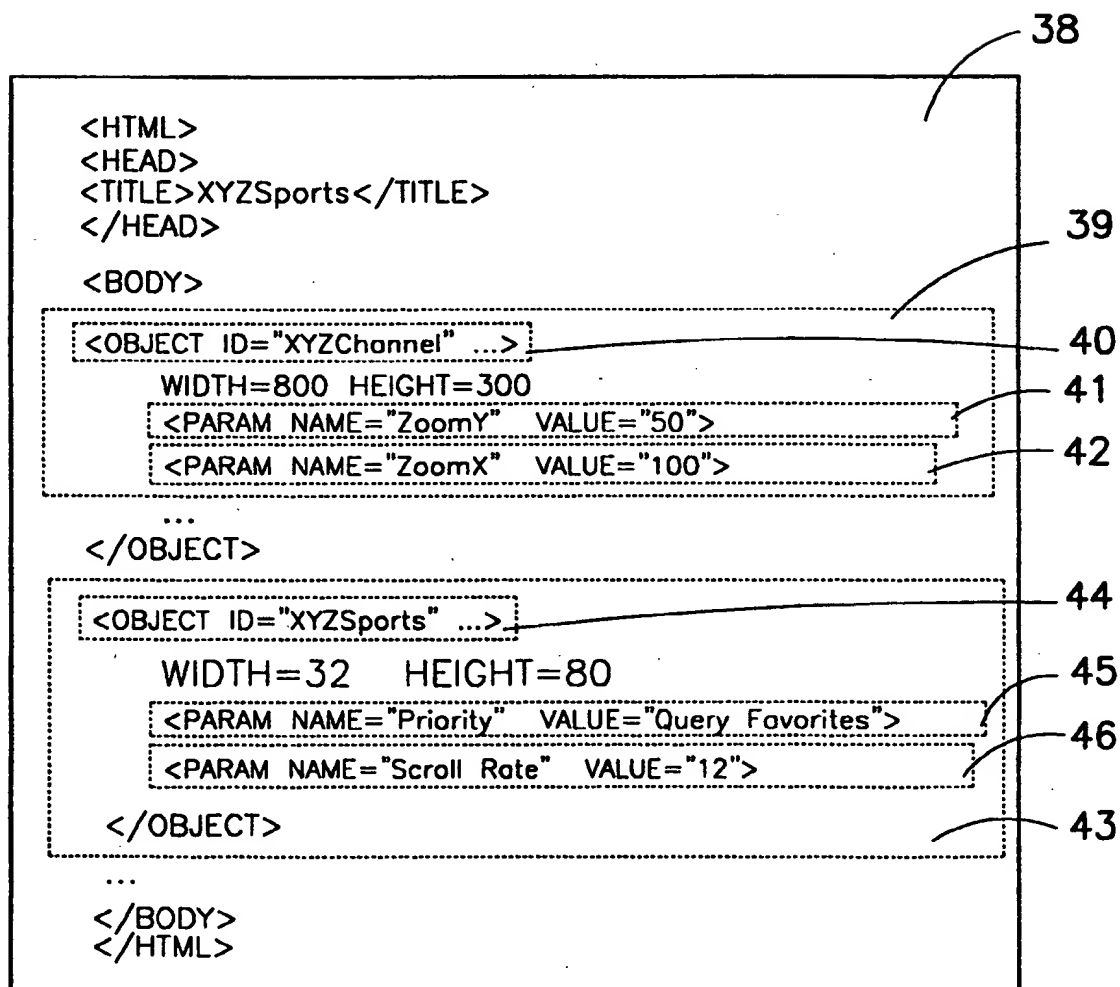 38
<HTML>
<HEAD>
<TITLE>XYZSports</TITLE>
</HEAD>
39
<BODY>
<OBJECT ID="XYZChannel" ...>
40
WIDTH=800 HEIGHT=300
41
<PARAM NAME="ZoomY" VALUE="50">
42
<PARAM NAME="ZoomX" VALUE="100">
...
</OBJECT>
44
<OBJECT ID="XYZSports" ...>
WIDTH=32 HEIGHT=80
45
<PARAM NAME="Priority" VALUE="Query Favorites">
46
<PARAM NAME="Scroll Rate" VALUE="12">
</OBJECT>
43
...
</BODY>
</HTML>